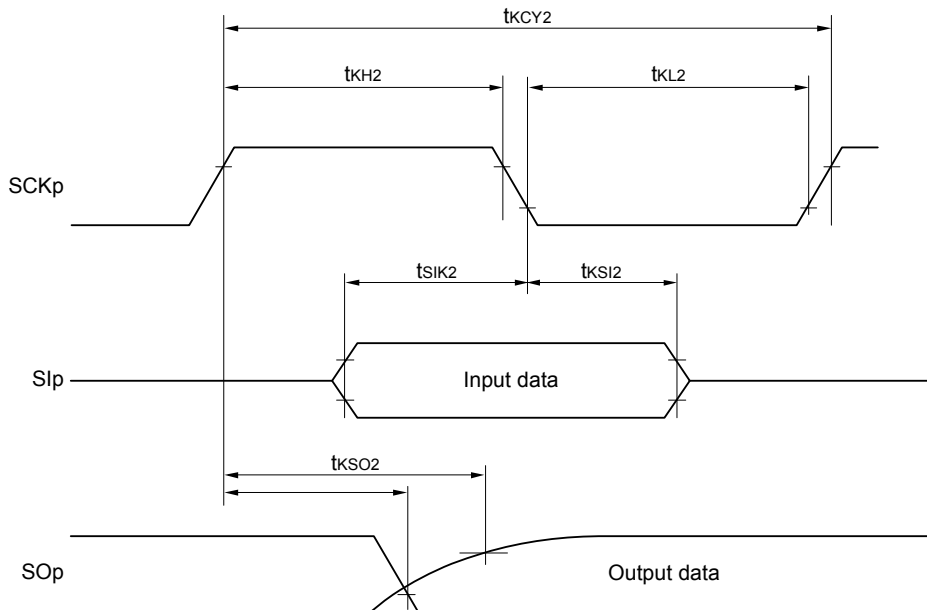 tKCY2
tKH2
tKL2
SCKp
tSIK2
tKSI2
SIp
Input data
tKSO2
SOp
Output data